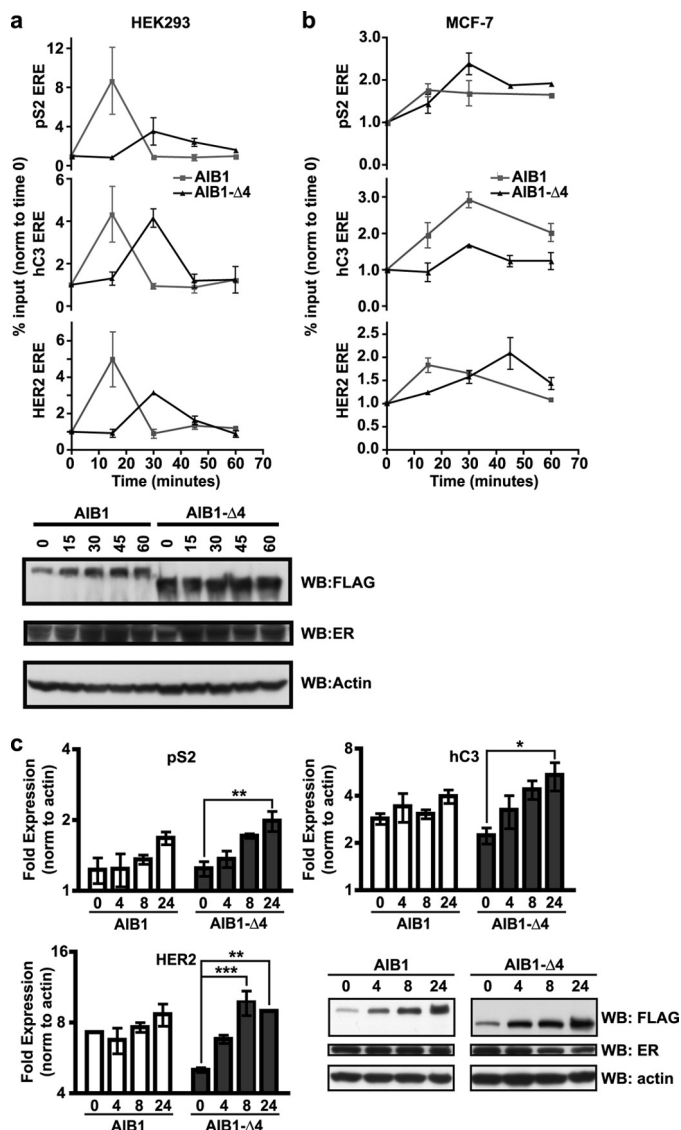 a
HEK293
pS2 ERE
12
8
4
0
AIB1
AIB1-Δ4
hC3 ERE
6
4
2
0
% input (norm to time 0)
HER2 ERE
6
4
2
0
0 10 20 30 40 50 60 70
Time (minutes)
b
MCF-7
pS2 ERE
3.0
2.5
2.0
1.5
1.0
0.0
AIB1
AIB1-Δ4
hC3 ERE
3.0
2.0
1.0
0.0
% input (norm to time 0)
HER2 ERE
2.5
2.0
1.5
1.0
0.5
0.0
0 10 20 30 40 50 60 70
Time (minutes)
AIB1 AIB1-Δ4
0 15 30 45 60 0 15 30 45 60
WB:FLAG
WB:ER
WB:Actin
c
pS2
Fold Expression
(norm to actin)
4
2
1
**
0 4 8 24 0 4 8 24
AIB1 AIB1-Δ4
hC3
Fold Expression
(norm to actin)
8
4
2
1
*
0 4 8 24 0 4 8 24
AIB1 AIB1-Δ4
HER2
Fold Expression
(norm to actin)
16
8
4
**
***
0 4 8 24 0 4 8 24
AIB1 AIB1-Δ4
AIB1 AIB1-Δ4
0 4 8 24 0 4 8 24
WB: FLAG
WB: ER
WB: actin